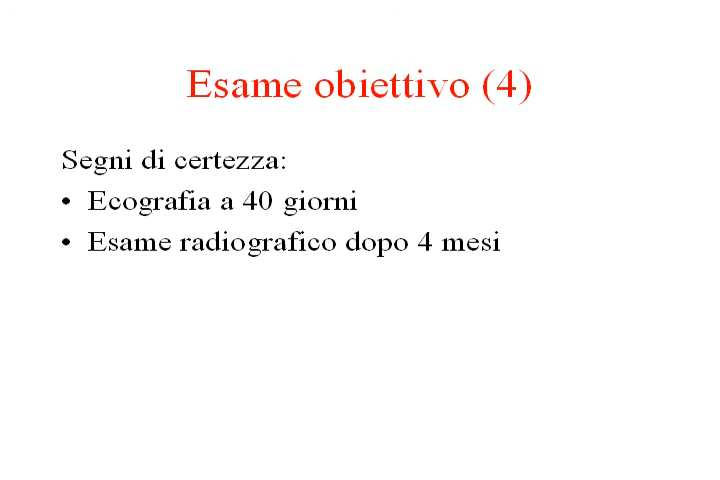 Esame obiettivo (4)
Segni di certezza:
• Ecografia a 40 giorni
• Esame radiografico dopo 4 mesi